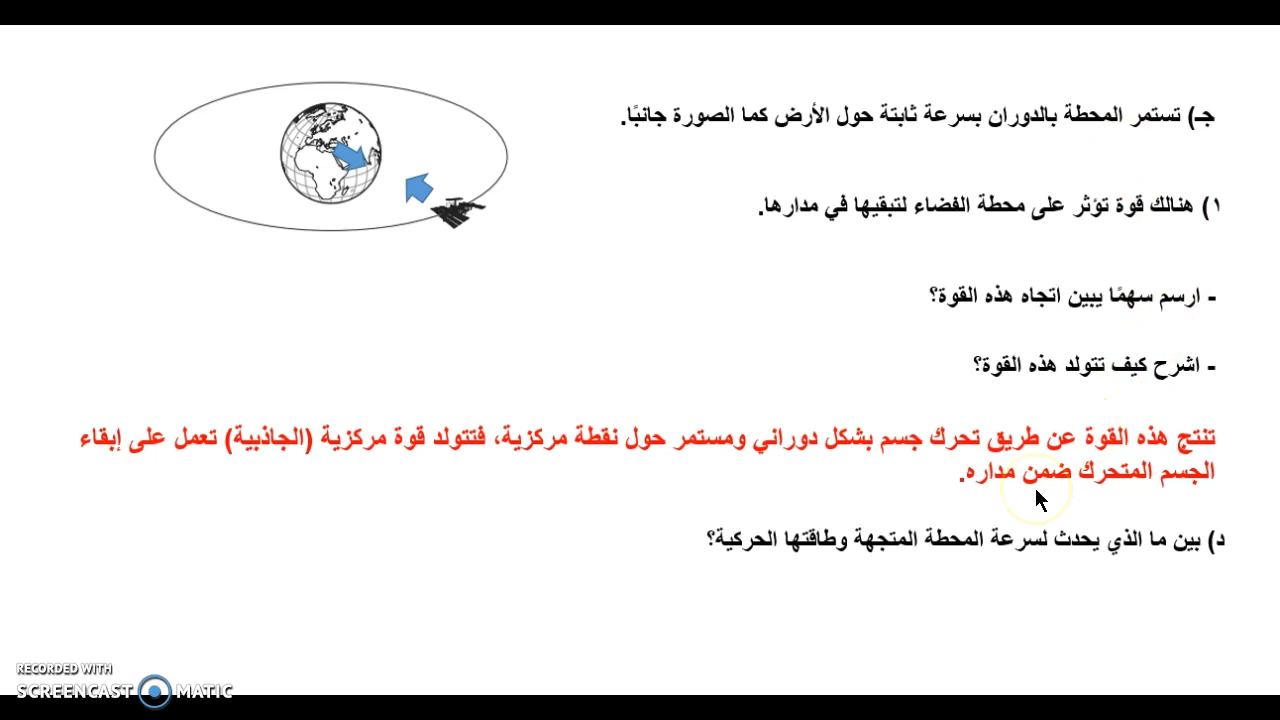 جـ) تستمر المحطة بالدوران بسرعة ثابتة حول الأرض كما الصورة جانبًا.
١) هنالك قوة تؤثر على محطة الفضاء لتبقيها في مدارها.
- ارسم سهمًا يبين اتجاه هذه القوة؟
- اشرح كيف تتولد هذه القوة؟
تنتج هذه القوة عن طريق تحرك جسم بشكل دوراني ومستمر حول نقطة مركزية، فتتولد قوة مركزية (الجاذبية) تعمل على إبقاء
الجسم المتحرك ضمن مداره.
د) بين ما الذي يحدث لسرعة المحطة المتجهة وطاقتها الحركية؟
RECORDED WITH
SCREENCAST MATIC